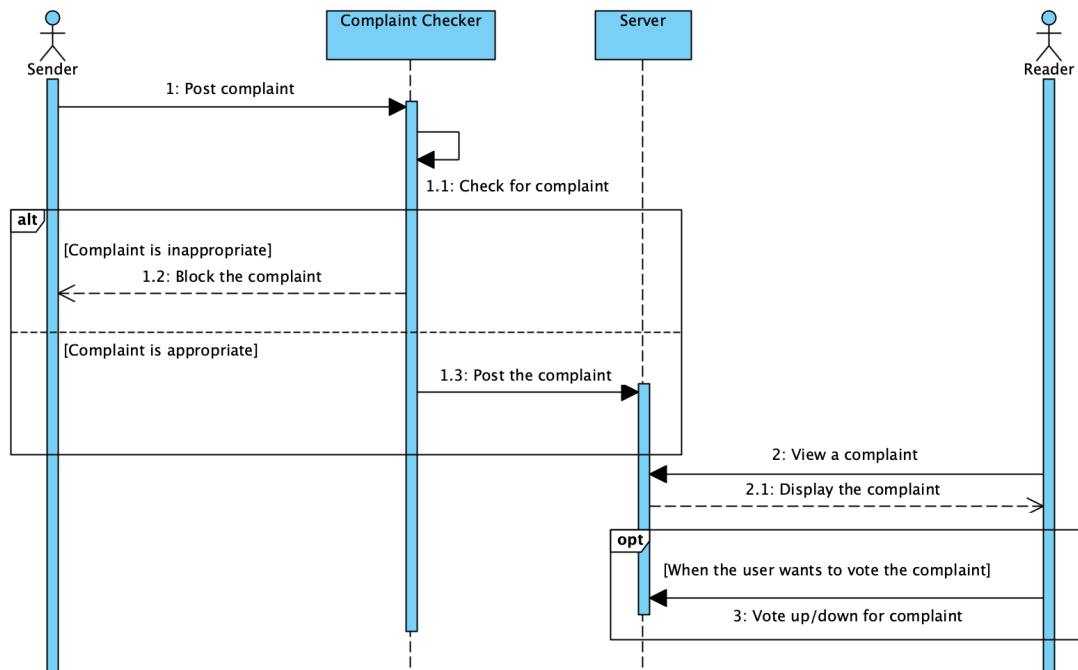 Complaint Checker
Server
Sender
Reader
1: Post complaint
1.1: Check for complaint
alt
[Complaint is inappropriate]
1.2: Block the complaint
[Complaint is appropriate]
1.3: Post the complaint
2: View a complaint
2.1: Display the complaint
opt
[When the user wants to vote the complaint]
3: Vote up/down for complaint